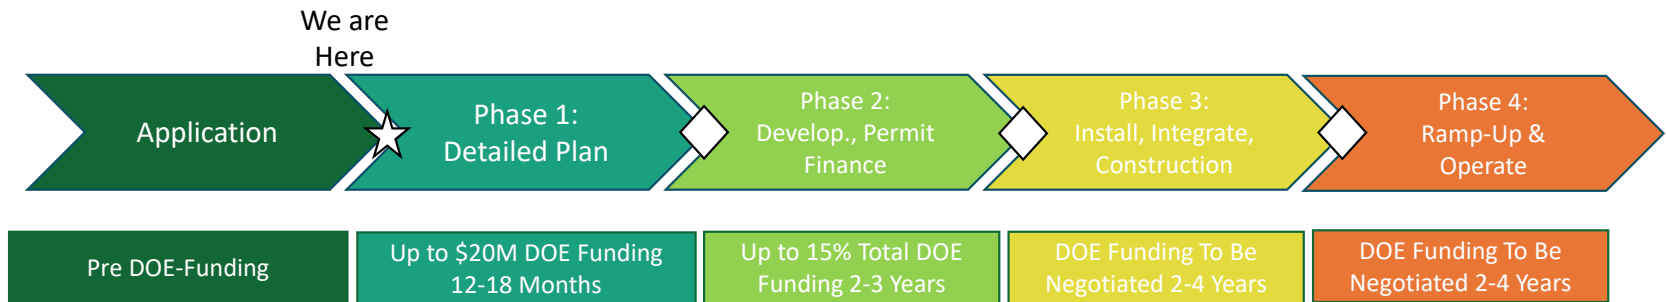 We are
Here
Application
Phase 1:
Detailed Plan
Phase 2:
Develop., Permit
Finance
Phase 3:
Install, Integrate,
Construction
Phase 4:
Ramp-Up &
Operate
Pre DOE-Funding
Up to $20M DOE Funding
12-18 Months
Up to 15% Total DOE
Funding 2-3 Years
DOE Funding To Be
Negotiated 2-4 Years
DOE Funding To Be
Negotiated 2-4 Years